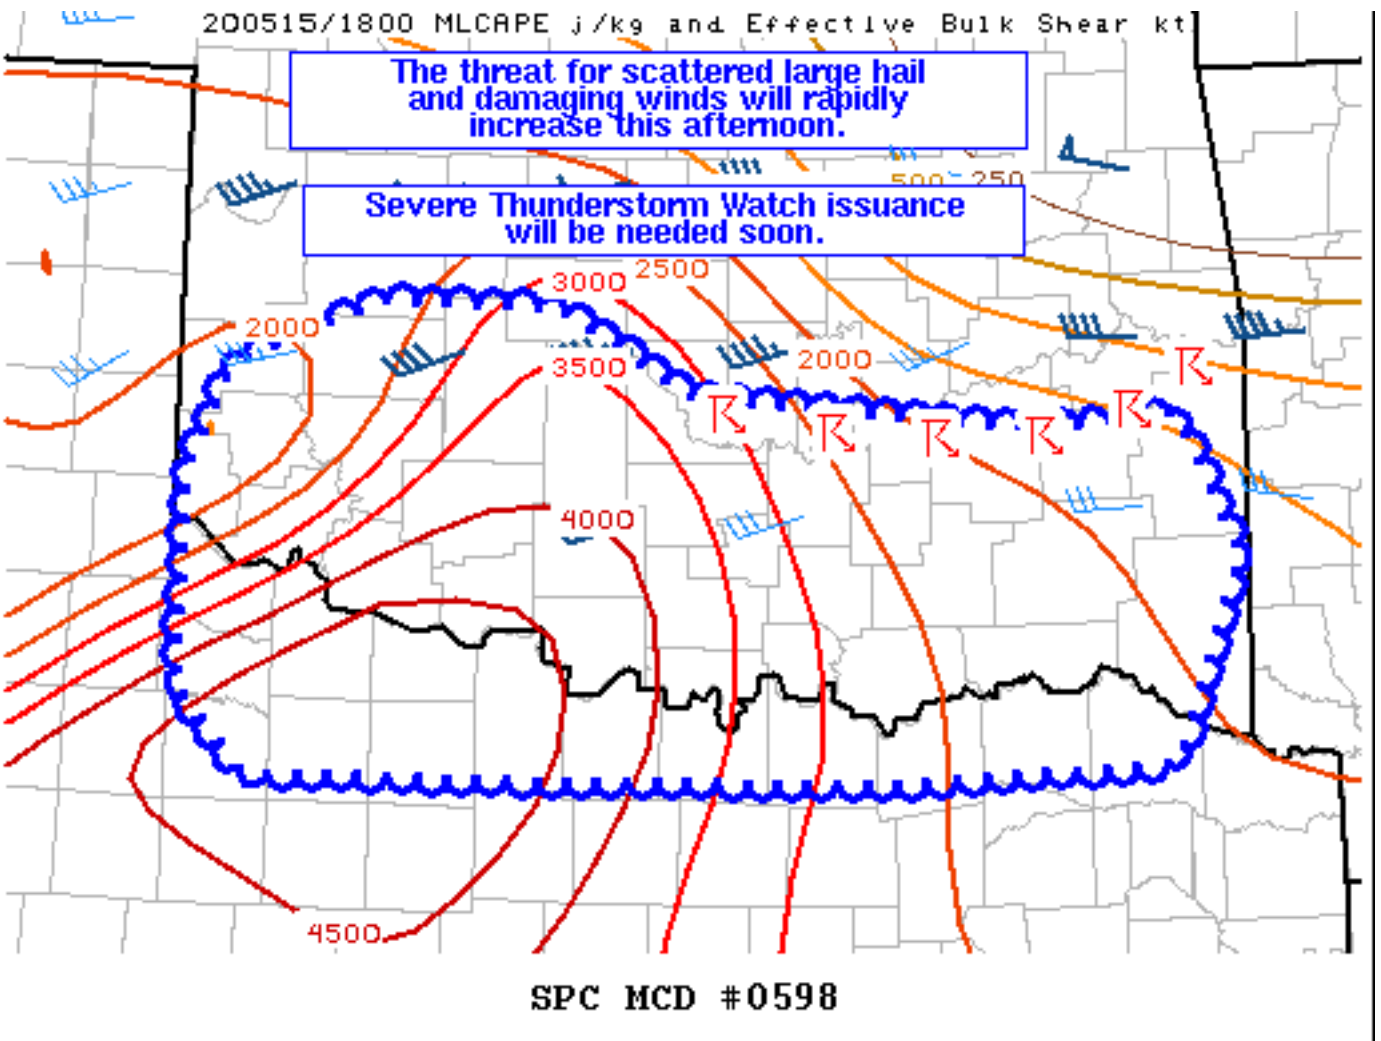 200515/1800 MLCAPE j/kg and Effective Bulk Shear kt
The threat for scattered large hail
and damaging winds will rapidly
increase this afternoon.
500
250
Severe Thunderstorm Watch issuance
will be needed soon.
2500
3000
2000
2000
3500
4000
4500
SPC MCD #0598